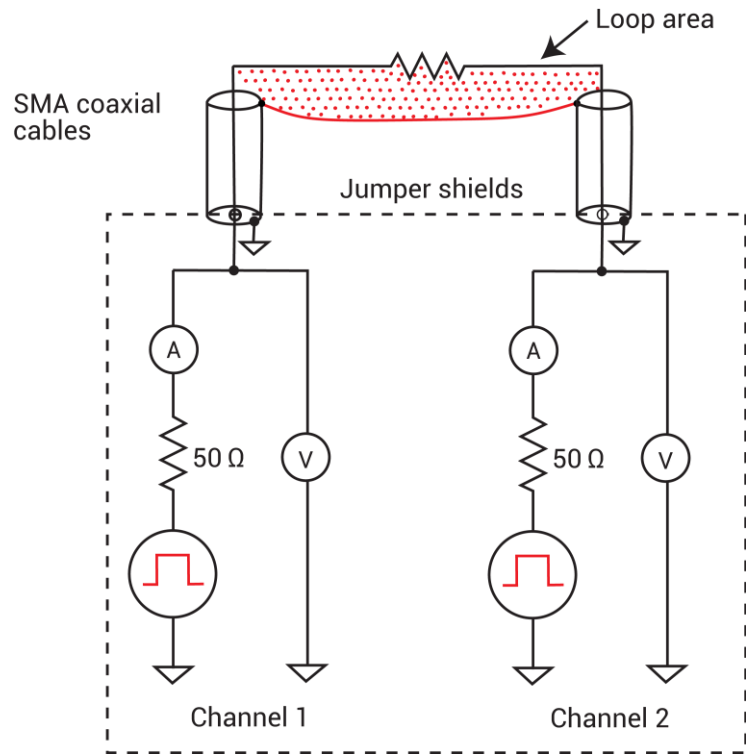 Loop area
SMA coaxial
cables
Jumper shields
A
A
50 Ω
V
50 Ω
V
Channel 1
Channel 2